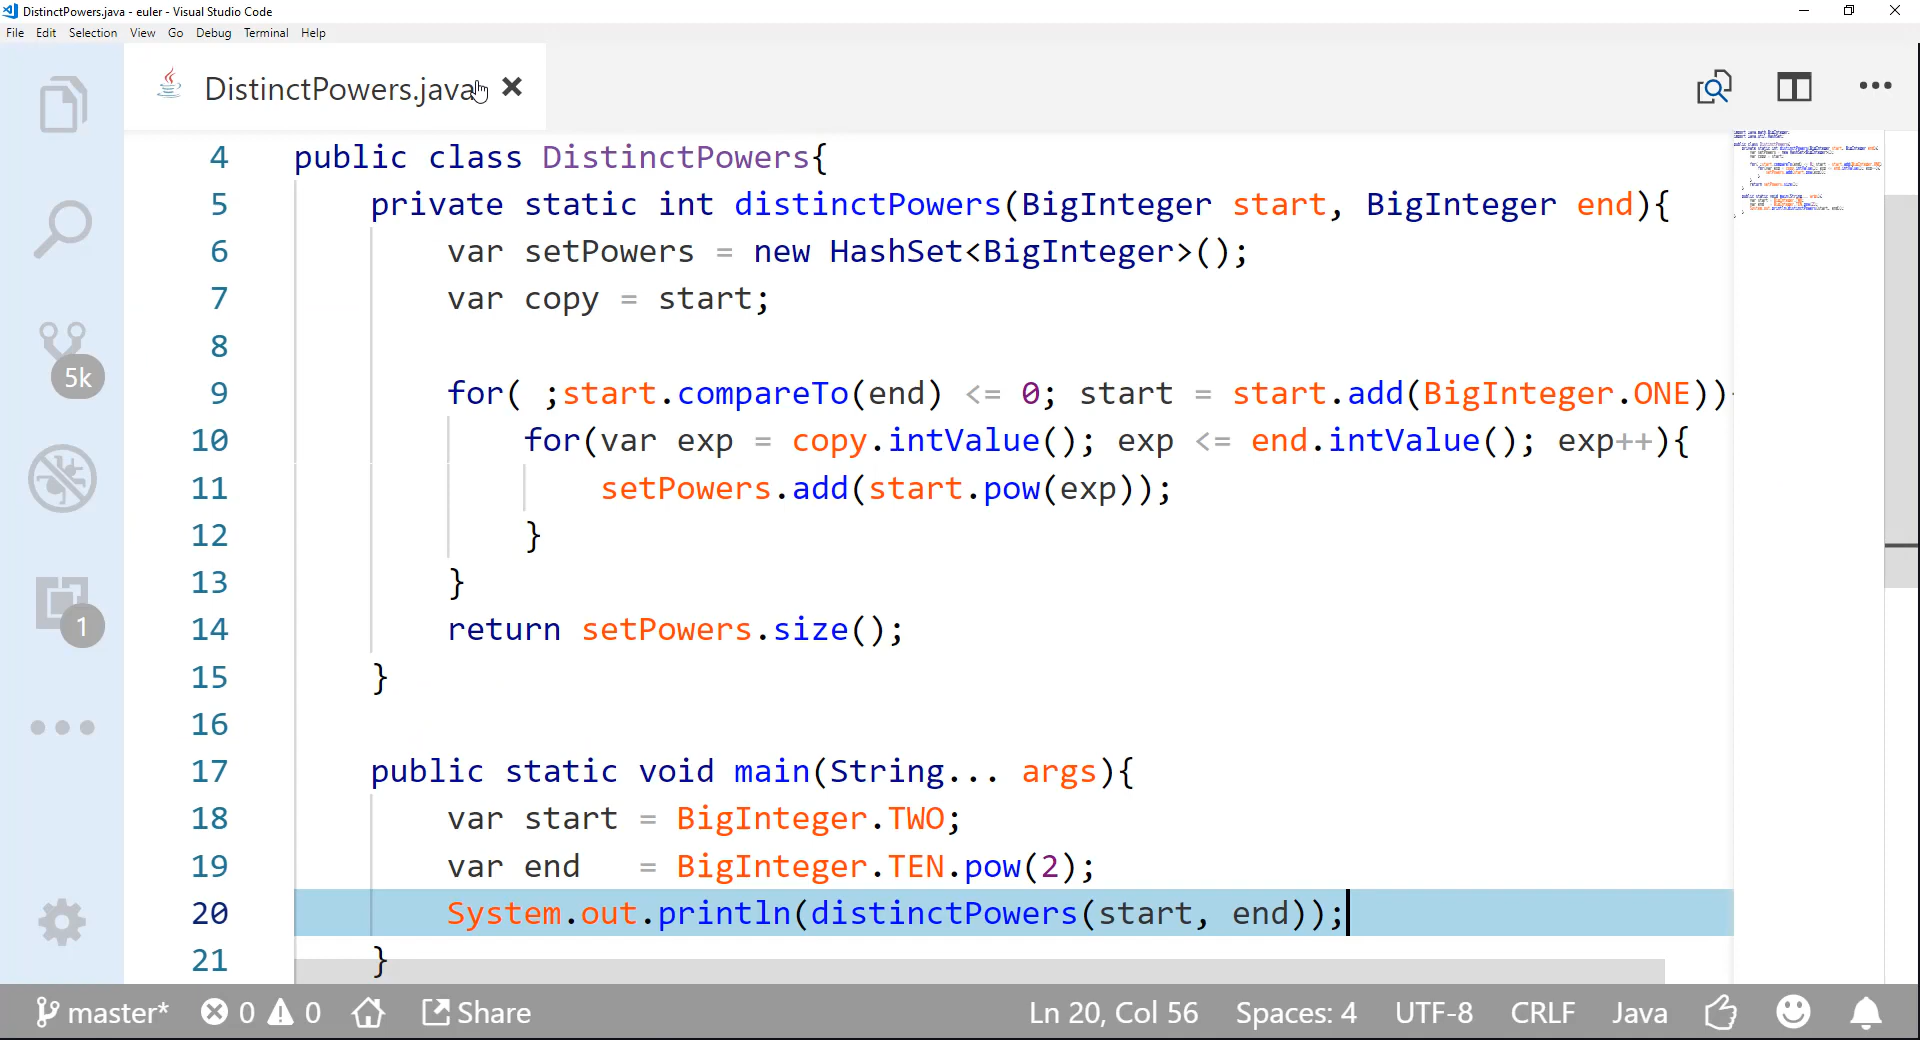 DistinctPowers.java - euler - Visual Studio Code
File Edit Selection View Go Debug Terminal Help
DistinctPowers.java
4 public class DistinctPowers{
5 private static int distinctPowers(BigInteger start, BigInteger end){
6 var setPowers = new HashSet<BigInteger>();
7 var copy = start;
8
9 for( ;start.compareTo(end) <= 0; start = start.add(BigInteger.ONE))
10 for(var exp = copy.intValue(); exp <= end.intValue(); exp++){
11 setPowers.add(start.pow(exp));
12 }
13 }
14 return setPowers.size();
15 }
16
17 public static void main(String... args){
18 var start = BigInteger.TWO;
19 var end = BigInteger.TEN.pow(2);
20 System.out.println(distinctPowers(start, end));
21 }
5k
1
master* 0 0 Share Ln 20, Col 56 Spaces: 4 UTF-8 CRLF Java